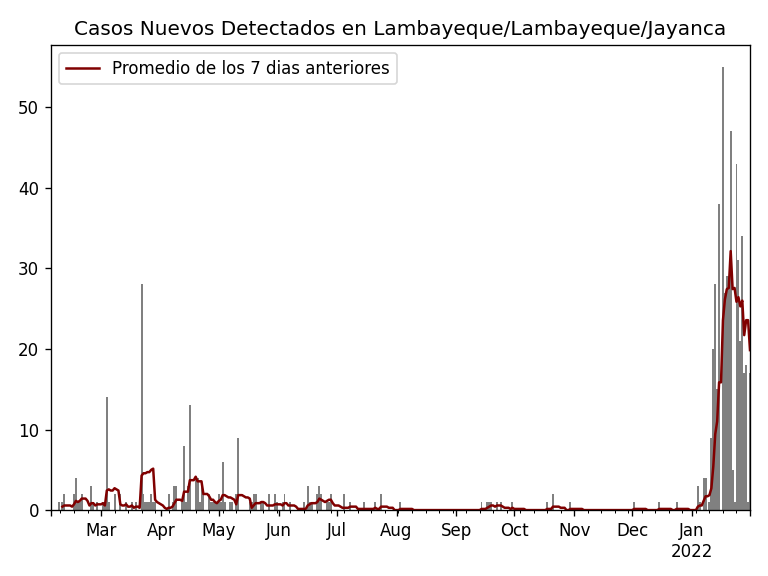 Casos Nuevos Detectados en Lambayeque/Lambayeque/Jayanca
Promedio de los 7 dias anteriores
50
40
30
20
10
0
Mar Apr May Jun Jul Aug Sep Oct Nov Dec Jan
2022